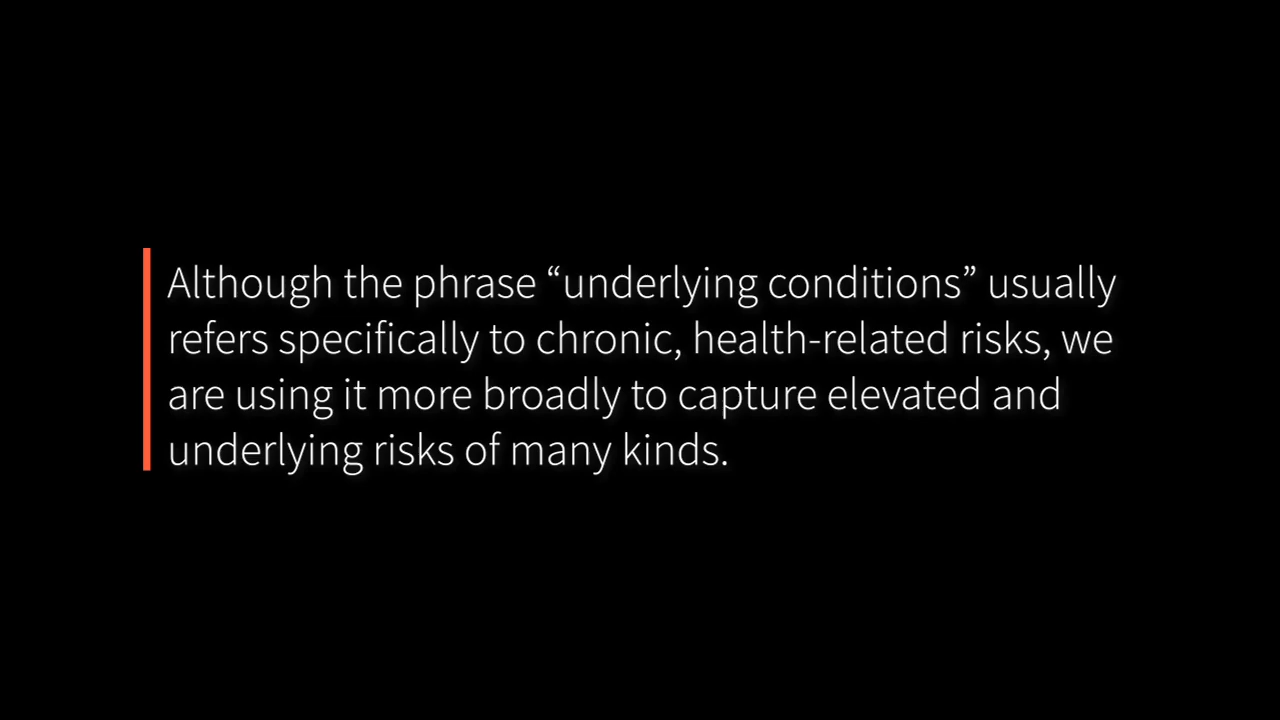 Although the phrase “underlying conditions” usually
refers specifically to chronic, health-related risks, we
are using it more broadly to capture elevated and
underlying risks of many kinds.